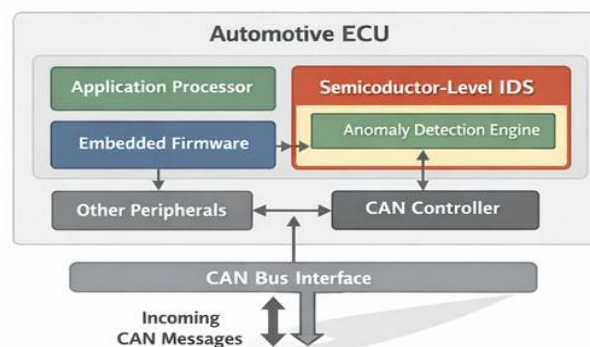 Automotive ECU
Application Processor
Semicoductor-Level IDS
Embedded Firmware
Anomaly Detection Engine
Other Peripherals
CAN Controller
CAN Bus Interface
Incoming
CAN Messages